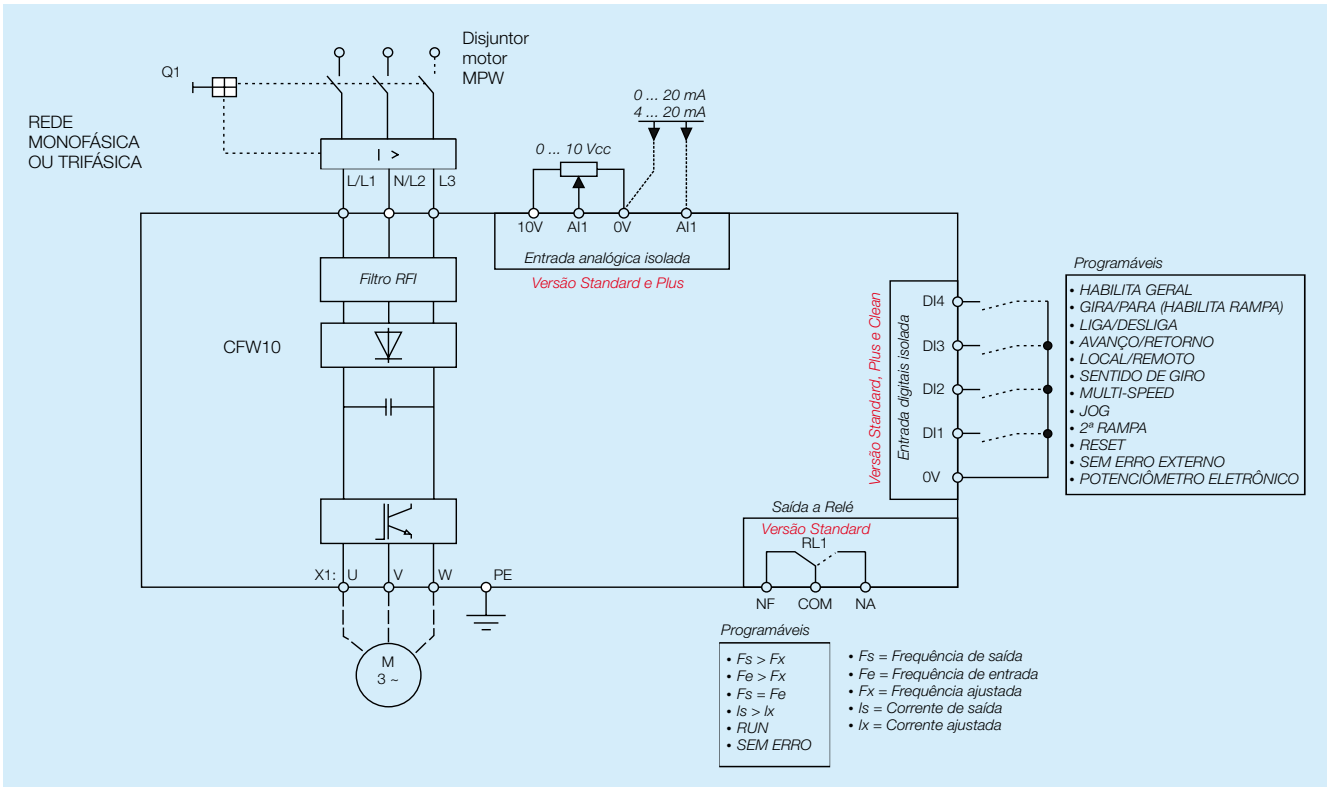 Disjuntor
motor
MPW
Q1
REDE
MONOFÁSICA
OU TRIFÁSICA
I >
L/L1 N/L2 L3
0 ... 20 mA
4 ... 20 mA
0 ... 10 Vcc
10V AI1 0V AI1
Entrada analógica isolada
Versão Standard e Plus
Filtro RFI
CFW10
Versão Standard, Plus e Clean
Entrada digitais isolada
DI4
DI3
DI2
DI1
0V
Programáveis
• HABILITA GERAL
• GIRA/PARA (HABILITA RAMPA)
• LIGA/DESLIGA
• AVANÇO/RETORNO
• LOCAL/REMOTO
• SENTIDO DE GIRO
• MULTI-SPEED
• JOG
• 2ª RAMPA
• RESET
• SEM ERRO EXTERNO
• POTENCIÔMETRO ELETRÔNICO
Saída a Relé
Versão Standard
RL1
NF COM NA
X1: U V W PE
M
3 ~
Programáveis
• Fs > Fx
• Fe > Fx
• Fs = Fe
• Is > Ix
• RUN
• SEM ERRO
• Fs = Frequência de saída
• Fe = Frequência de entrada
• Fx = Frequência ajustada
• Is = Corrente de saída
• Ix = Corrente ajustada